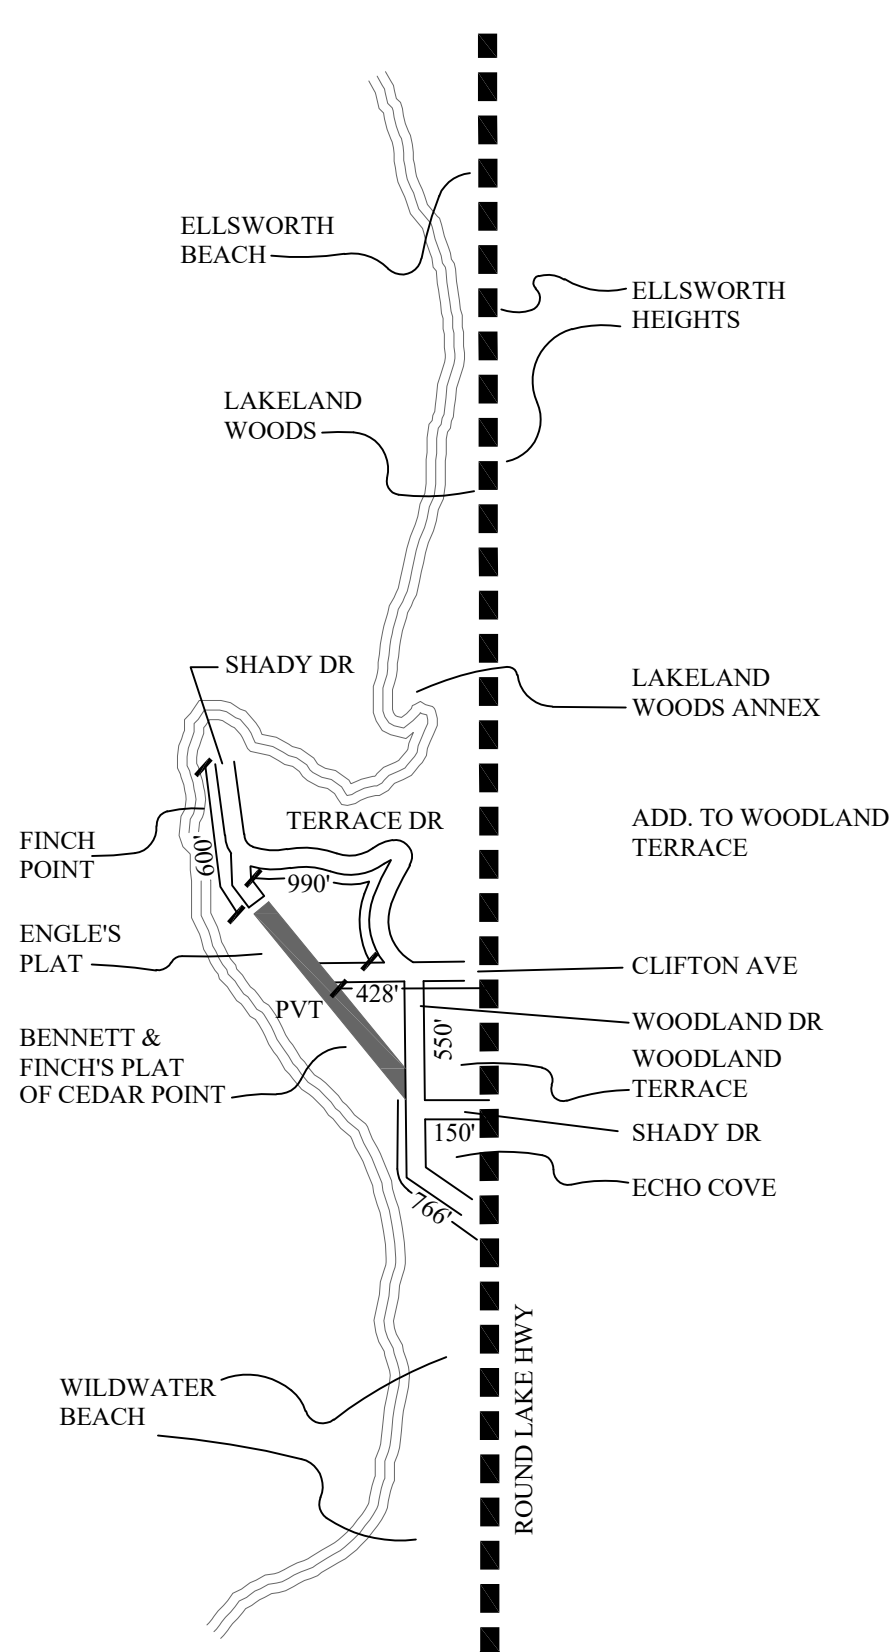 ELLSWORTH
BEACH
ELLSWORTH
HEIGHTS
LAKELAND
WOODS
SHADY DR
LAKELAND
WOODS ANNEX
TERRACE DR
ADD. TO WOODLAND
TERRACE
FINCH
POINT
600'
990'
ENGLE'S
PLAT
CLIFTON AVE
428'
PVT
WOODLAND DR
550'
BENNETT &
FINCH'S PLAT
OF CEDAR POINT
WOODLAND
TERRACE
150'
SHADY DR
ECHO COVE
766'
ROUND LAKE HWY
WILDWATER
BEACH